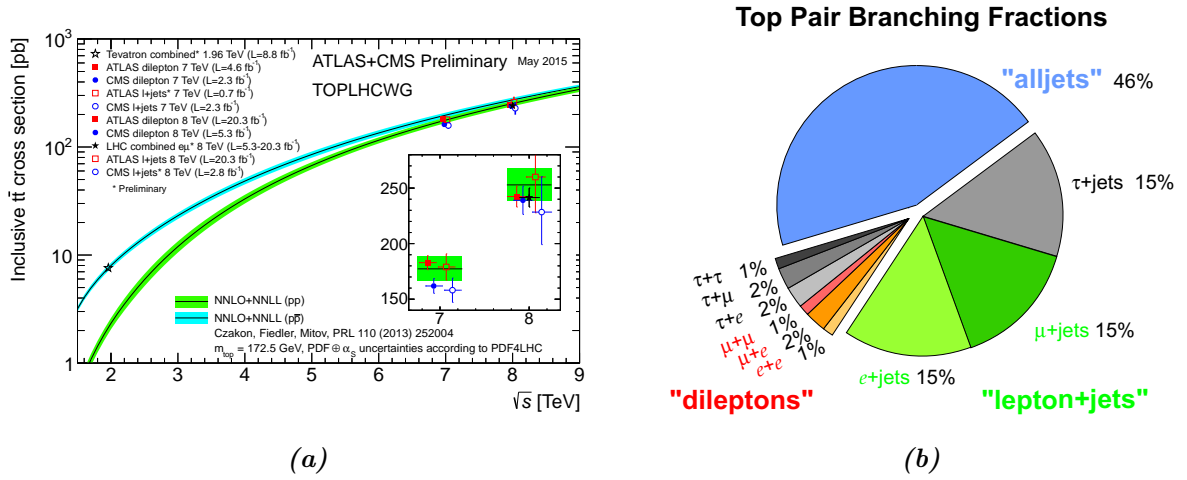 Inclusive tt̄ cross section [pb]
10³
10²
10
1
☆ Tevatron combined* 1.96 TeV (L=8.8 fb⁻¹)
ATLAS dilepton 7 TeV (L=4.6 fb⁻¹)
CMS dilepton 7 TeV (L=2.3 fb⁻¹)
ATLAS l+jets* 7 TeV (L=0.7 fb⁻¹)
CMS l+jets 7 TeV (L=2.3 fb⁻¹)
ATLAS dilepton 8 TeV (L=20.3 fb⁻¹)
CMS dilepton 8 TeV (L=5.3 fb⁻¹)
★ LHC combined eμ* 8 TeV (L=5.3-20.3 fb⁻¹)
ATLAS l+jets 8 TeV (L=20.3 fb⁻¹)
CMS l+jets* 8 TeV (L=2.8 fb⁻¹)
* Preliminary
ATLAS+CMS Preliminary May 2015
TOPLHCWG
250
200
150
7 8
NNLO+NNLL (pp)
NNLO+NNLL (pp̄)
Czakon, Fiedler, Mitov, PRL 110 (2013) 252004
m_top = 172.5 GeV, PDF ⊕ α_S uncertainties according to PDF4LHC
2 3 4 5 6 7 8 9
√s [TeV]
(a)
Top Pair Branching Fractions
"alljets" 46%
τ+jets 15%
μ+jets 15%
e+jets 15%
"lepton+jets"
τ+τ 1%
τ+μ 2%
τ+e 2%
μ+μ 1%
μ+e 2%
e+e 1%
"dileptons"
(b)